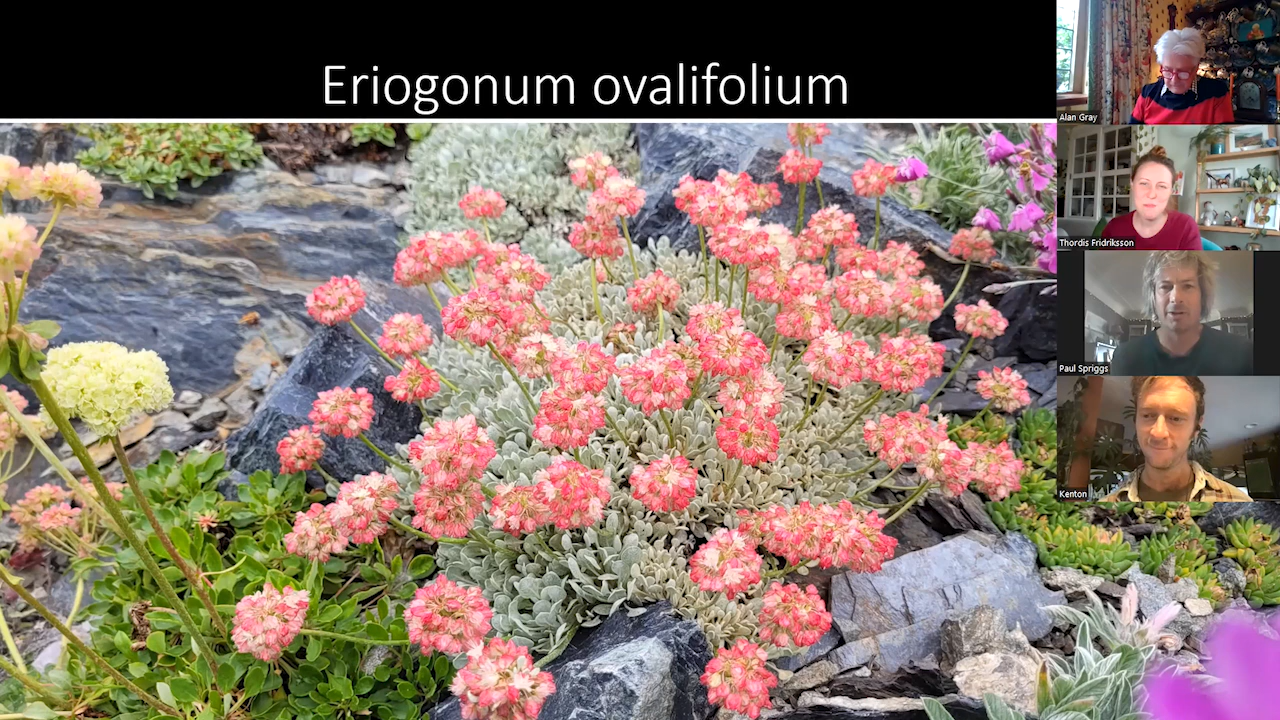 Eriogonum ovalifolium
Alan Gray
Thordis Fridriksson
Paul Spriggs
Kenton